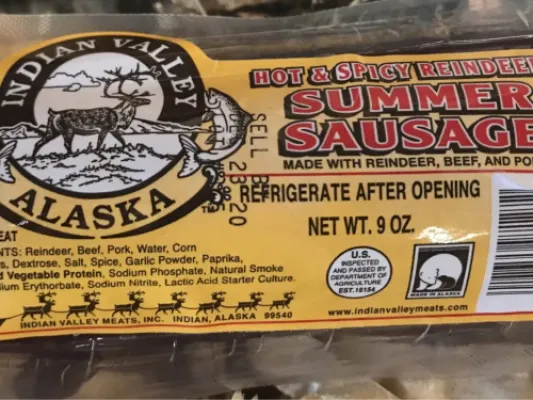 INDIAN VALLEY
ALASKA
HOT & SPICY REINDEER
SUMMER
SAUSAGE
MADE WITH REINDEER, BEEF, AND PO
SELL BY
REFRIGERATE AFTER OPENING
NET WT. 9 OZ.
TM
EAT
NTS: Reindeer, Beef, Pork, Water, Corn
s, Dextrose, Salt, Spice, Garlic Powder, Paprika,
d Vegetable Protein, Sodium Phosphate, Natural Smoke
ium Erythorbate, Sodium Nitrite, Lactic Acid Starter Culture.
INDIAN VALLEY MEATS, INC. INDIAN, ALASKA 99540
U.S.
INSPECTED
AND PASSED BY
DEPARTMENT OF
AGRICULTURE
EST. 18154
MADE IN ALASKA
www.indianvalleymeats.com